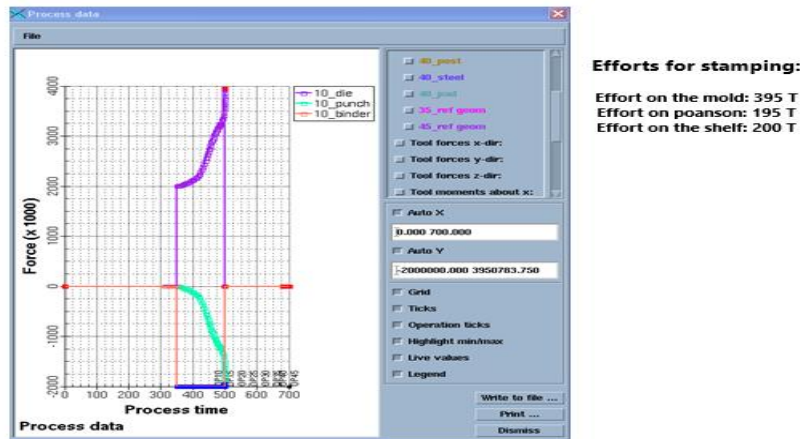 Process data
File
4000
3000
2000
1000
0
-1000
-2000
Force (x 1000)
10_die
10_punch
10_binder
0 100 200 300 400 500 600 700
Process time
Process data
40_post
40_steel
40_pad
35_ref geom
45_ref geom
Tool forces x-dir:
Tool forces y-dir:
Tool forces z-dir:
Tool moments about x:
Auto X
0.000 700.000
Auto Y
-2000000.000 3950783.750
Grid
Ticks
Operation ticks
Highlight min/max
Live values
Legend
Write to file ...
Print ...
Dismiss
Efforts for stamping:
Effort on the mold: 395 T
Effort on poanson: 195 T
Effort on the shelf: 200 T